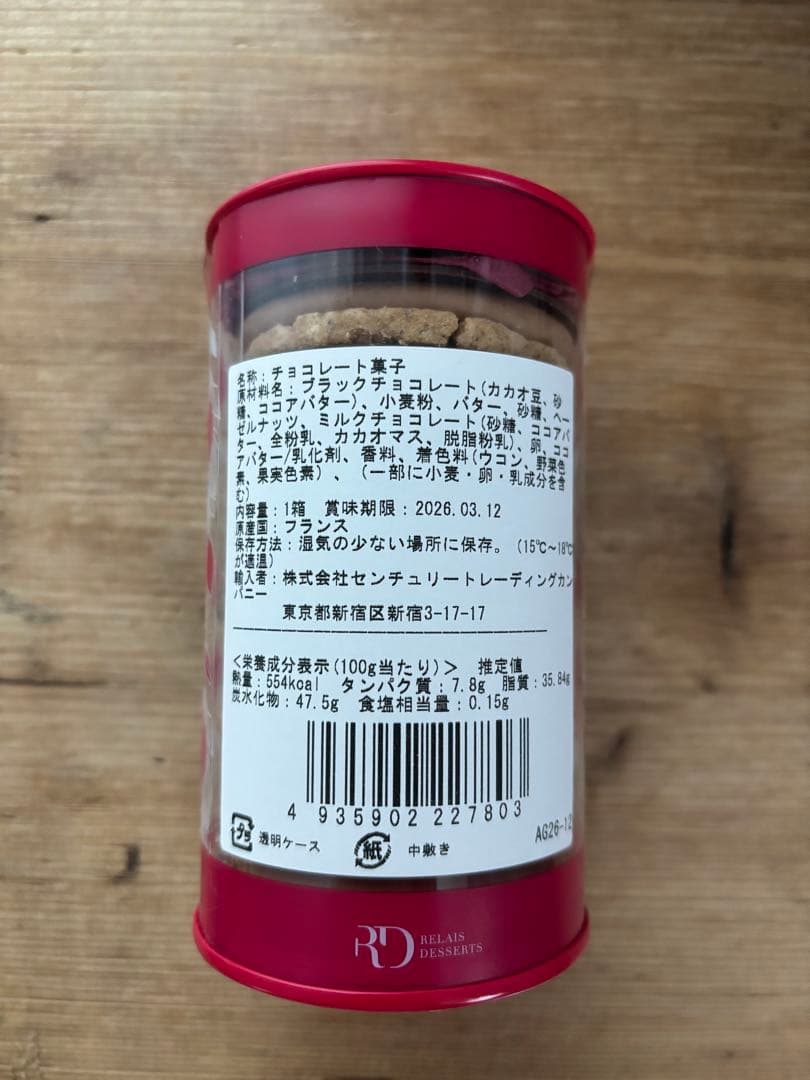 名称：チョコレート菓子
原材料名：ブラックチョコレート(カカオ豆、砂
糖、ココアバター)、小麦粉、バター、砂糖、ヘー
ゼルナッツ、ミルクチョコレート(砂糖、ココアバ
ター、全粉乳、カカオマス、脱脂粉乳)、卵、ココ
アバター/乳化剤、香料、着色料(ウコン、野菜色
素、果実色素)、(一部に小麦・卵・乳成分を含
む)
内容量：1箱 賞味期限：2026.03.12
原産国：フランス
保存方法：湿気の少ない場所に保存。(15℃～18℃
が適温)
輸入者：株式会社センチュリートレーディングカン
パニー
東京都新宿区新宿3-17-17
<栄養成分表示(100g当たり)> 推定値
熱量：554kcal タンパク質：7.8g 脂質：35.84g
炭水化物：47.5g 食塩相当量：0.15g
4 935902 227803
プラ 透明ケース 紙 中敷き AG26-12
RD RELAIS
DESSERTS